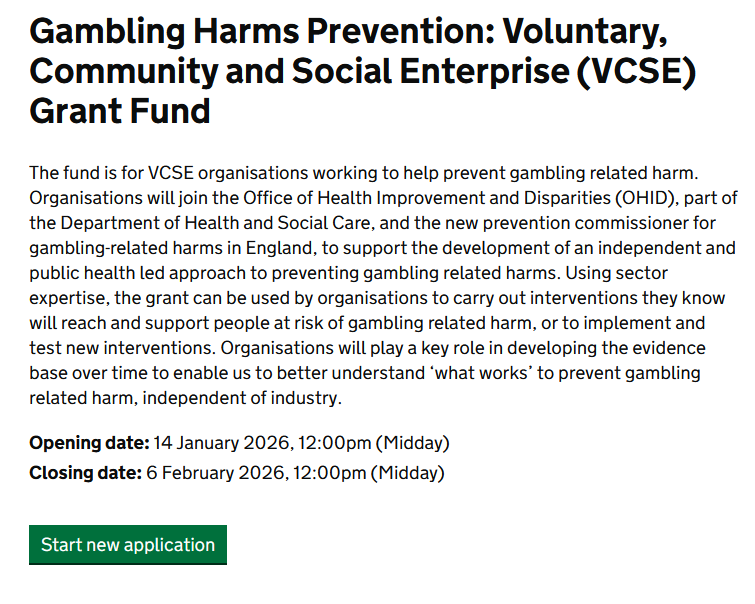 Gambling Harms Prevention: Voluntary,
Community and Social Enterprise (VCSE)
Grant Fund
The fund is for VCSE organisations working to help prevent gambling related harm.
Organisations will join the Office of Health Improvement and Disparities (OHID), part of
the Department of Health and Social Care, and the new prevention commissioner for
gambling-related harms in England, to support the development of an independent and
public health led approach to preventing gambling related harms. Using sector
expertise, the grant can be used by organisations to carry out interventions they know
will reach and support people at risk of gambling related harm, or to implement and
test new interventions. Organisations will play a key role in developing the evidence
base over time to enable us to better understand ‘what works’ to prevent gambling
related harm, independent of industry.
Opening date: 14 January 2026, 12:00pm (Midday)
Closing date: 6 February 2026, 12:00pm (Midday)
Start new application